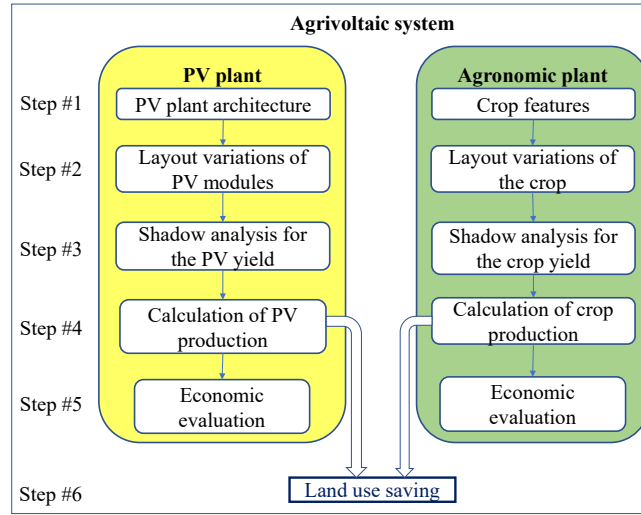 Agrivoltaic system
PV plant
Agronomic plant
Step #1
PV plant architecture
Crop features
Step #2
Layout variations of
PV modules
Layout variations of
the crop
Step #3
Shadow analysis for
the PV yield
Shadow analysis for
the crop yield
Step #4
Calculation of PV
production
Calculation of crop
production
Step #5
Economic
evaluation
Economic
evaluation
Step #6
Land use saving